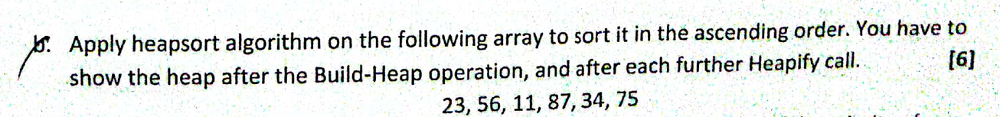 b. Apply heapsort algorithm on the following array to sort it in the ascending order. You have to
show the heap after the Build-Heap operation, and after each further Heapify call. [6]
23, 56, 11, 87, 34, 75